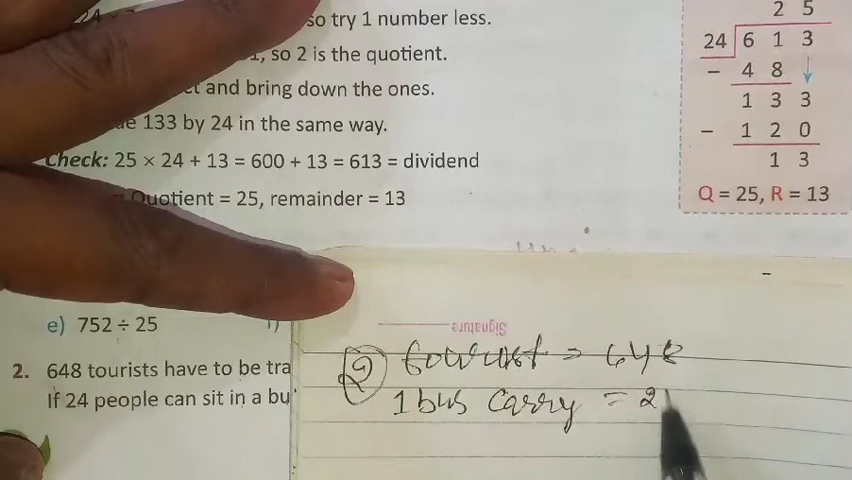 so try 1 number less.
, so 2 is the quotient.
and bring down the ones.
133 by 24 in the same way.
Check: 25 × 24 + 13 = 600 + 13 = 613 = dividend
Quotient = 25, remainder = 13
2 5
24 6 1 3
− 4 8
1 3 3
− 1 2 0
1 3
Q = 25, R = 13
Signature
e) 752 ÷ 25
2. 648 tourists have to be tra
If 24 people can sit in a bu
② tourist = 648
1 bus carry = 2